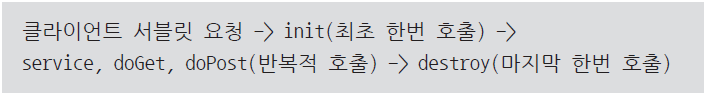 클라이언트 서블릿 요청 -> init(최초 한번 호출) ->
service, doGet, doPost(반복적 호출) -> destroy(마지막 한번 호출)